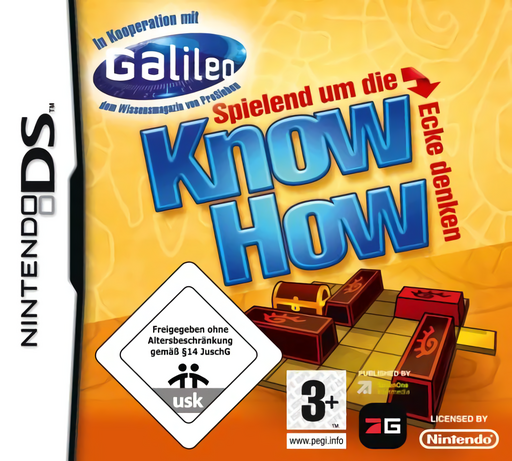 NINTENDO DS™
In Kooperation mit
Galileo
dem Wissensmagazin von ProSieben
Spielend um die
Ecke denken
Know
How
Freigegeben ohne
Altersbeschränkung
gemäß §14 JuschG
usk
3+
™
www.pegi.info
PUBLISHED BY
G
LICENSED BY
Nintendo